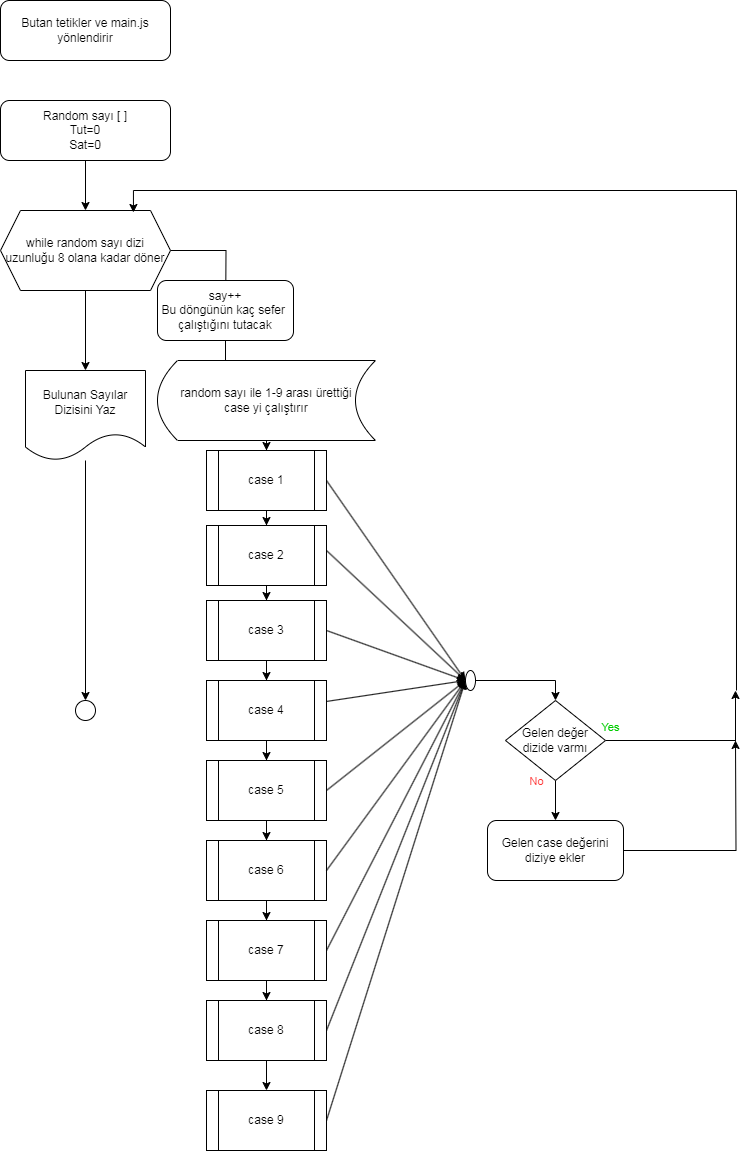 Butan tetikler ve main.js
yönlendirir
Random sayı [ ]
Tut=0
Sat=0
while random sayı dizi
uzunluğu 8 olana kadar döner
say++
Bu döngünün kaç sefer
çalıştığını tutacak
Bulunan Sayılar
Dizisini Yaz
random sayı ile 1-9 arası ürettiği
case yi çalıştırır
case 1
case 2
case 3
case 4
case 5
case 6
case 7
case 8
case 9
Gelen değer
dizide varmı
Yes
No
Gelen case değerini
diziye ekler